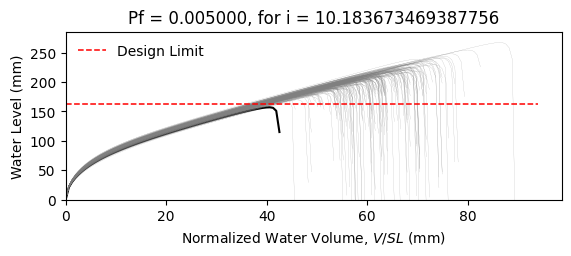 Pf = 0.005000, for i = 10.183673469387756
Design Limit
Water Level (mm)
250
200
150
100
50
0
0 20 40 60 80
Normalized Water Volume, V/SL (mm)